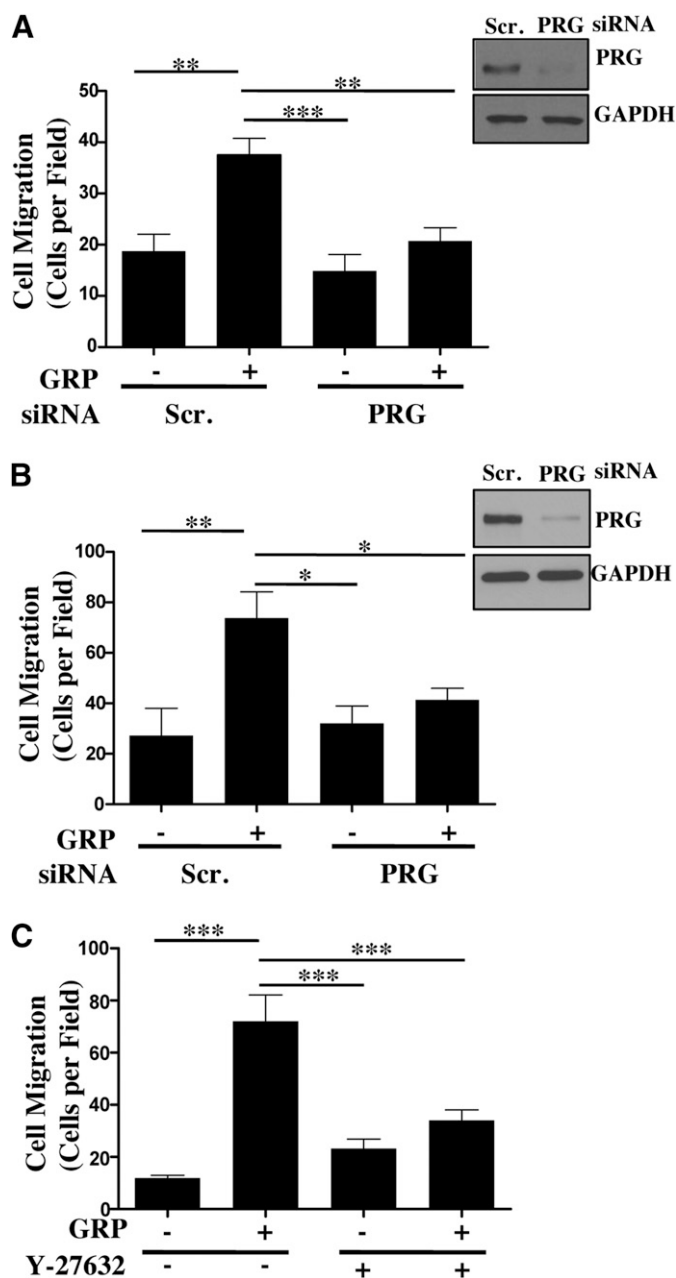 A
Scr. PRG siRNA
PRG
GAPDH
** 
**
***
50
40
30
20
10
0
Cell Migration
(Cells per Field)
GRP - + - +
siRNA Scr. PRG
B
Scr. PRG siRNA
PRG
GAPDH
**
*
*
100
80
60
40
20
0
Cell Migration
(Cells per Field)
GRP - + - +
siRNA Scr. PRG
C
***
***
***
100
80
60
40
20
0
Cell Migration
(Cells per Field)
GRP - + - +
Y-27632 - - + +